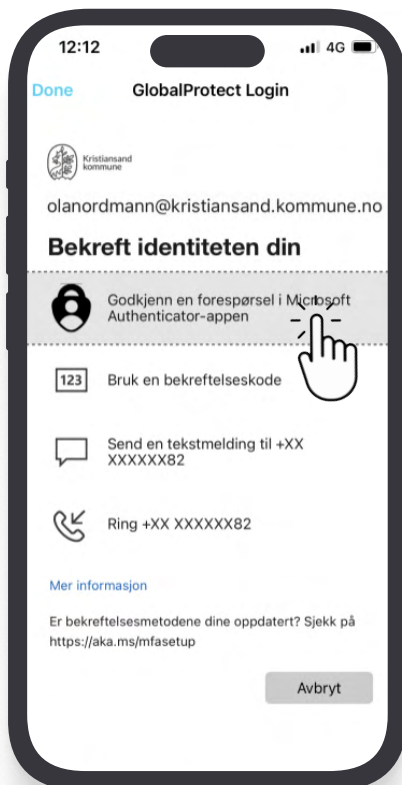 12:12
4G
Done
GlobalProtect Login
Kristiansand
kommune
olanordmann@kristiansand.kommune.no
Bekreft identiteten din
Godkjenn en forespørsel i Microsoft
Authenticator-appen
123
Bruk en bekreftelseskode
Send en tekstmelding til +XX
XXXXXX82
Ring +XX XXXXXX82
Mer informasjon
Er bekreftelsesmetodene dine oppdatert? Sjekk på
https://aka.ms/mfasetup
Avbryt